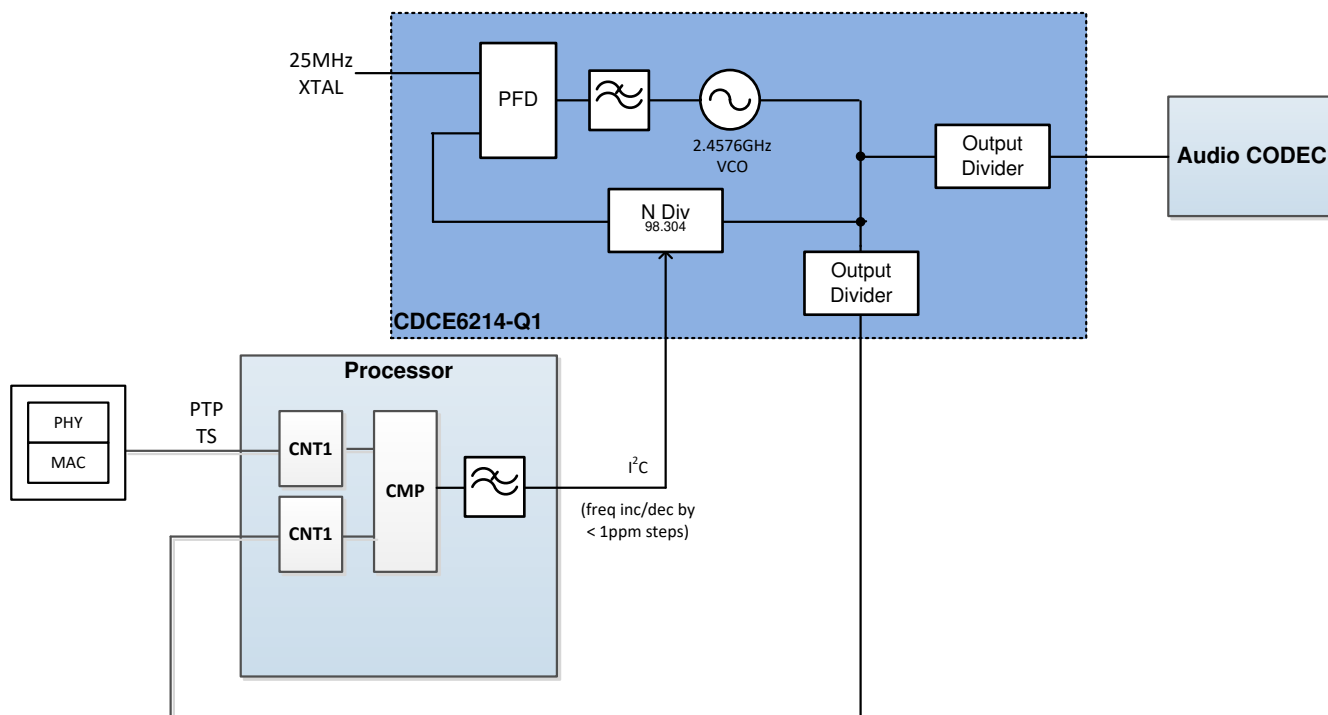 25MHz
XTAL
PFD
2.4576GHz
VCO
N Div
98.304
Output
Divider
Output
Divider
Audio CODEC
CDCE6214-Q1
Processor
PHY
MAC
PTP
TS
CNT1
CNT1
CMP
I²C
(freq inc/dec by
< 1ppm steps)